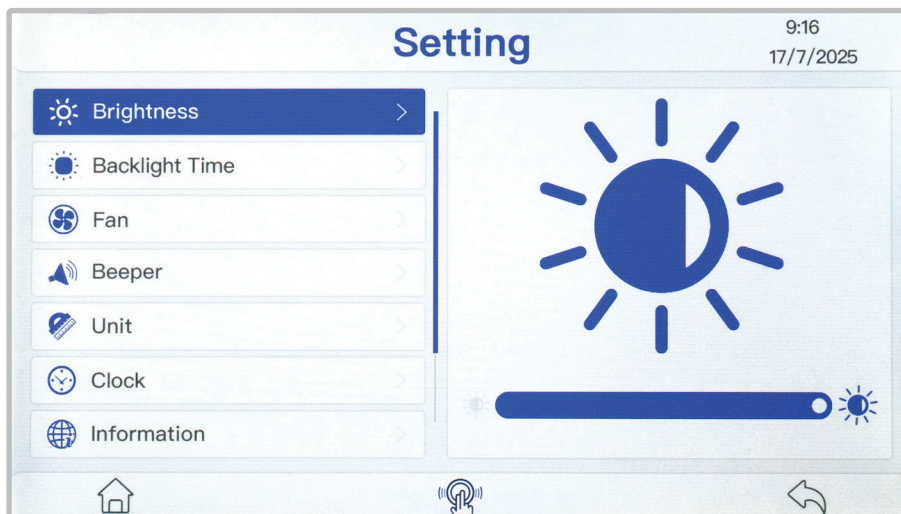 Setting
9:16
17/7/2025
Brightness
Backlight Time
Fan
Beeper
Unit
Clock
Information